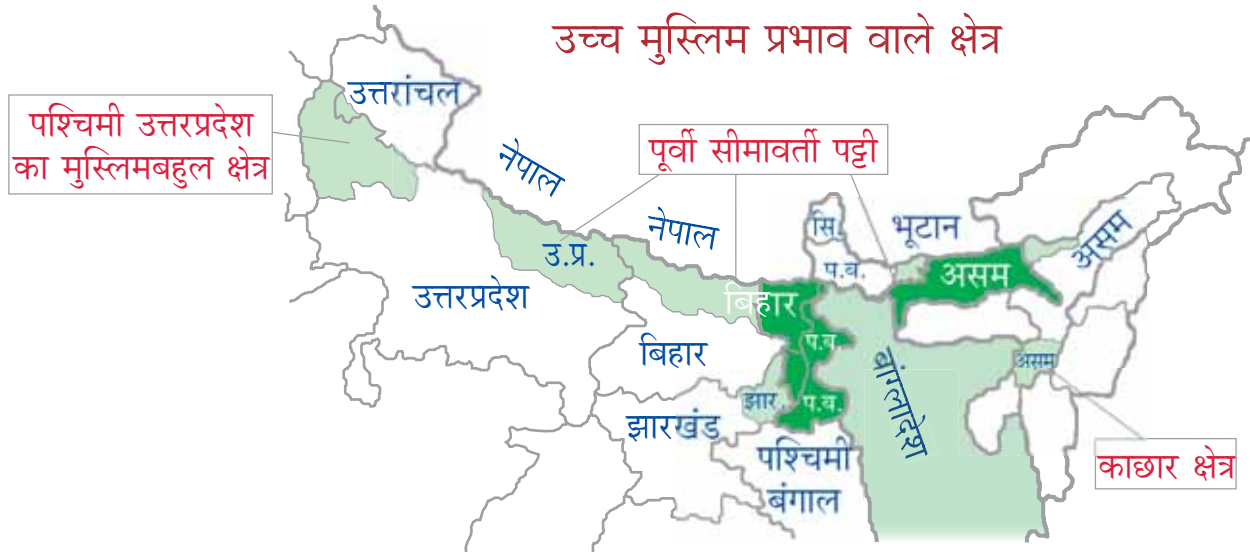 उच्च मुस्लिम प्रभाव वाले क्षेत्र
उत्तरांचल
पश्चिमी उत्तरप्रदेश
का मुस्लिमबहुल क्षेत्र
पूर्वी सीमावर्ती पट्टी
नेपाल
नेपाल
सि.
भूटान
असम
प.ब.
असम
उ.प्र.
उत्तरप्रदेश
बिहार
बिहार
प.ब.
बांग्लादेश
असम
झार.
प.ब.
झारखंड
पश्चिमी
बंगाल
काछार क्षेत्र